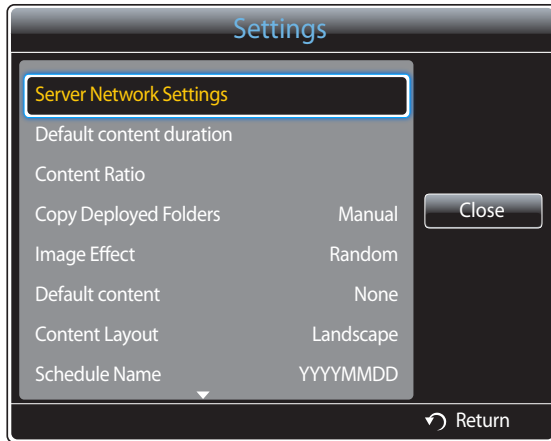 Settings
Server Network Settings
Default content duration
Content Ratio
Copy Deployed Folders Manual
Image Effect Random
Default content None
Content Layout Landscape
Schedule Name YYYYMMDD
Close
Return